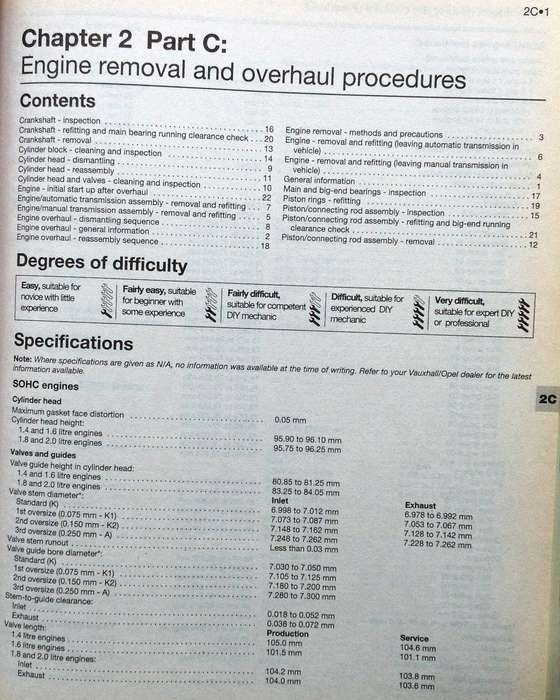 2C•1
Chapter 2 Part C:
Engine removal and overhaul procedures
Contents
Crankshaft - inspection . . . . . . . . . . 16
Crankshaft - refitting and main bearing running clearance check . . . 20
Crankshaft - removal . . . . . . . . . . 13
Cylinder block - cleaning and inspection . . . . . . . . . . 14
Cylinder head - dismantling . . . . . . . . . . 9
Cylinder head - reassembly . . . . . . . . . . 11
Cylinder head and valves - cleaning and inspection . . . . . . . . . . 10
Engine - initial start up after overhaul . . . . . . . . . . 22
Engine/automatic transmission assembly - removal and refitting . . . . 7
Engine/manual transmission assembly - removal and refitting . . . . . 5
Engine overhaul - dismantling sequence . . . . . . . . . . 8
Engine overhaul - general information . . . . . . . . . . 2
Engine overhaul - reassembly sequence . . . . . . . . . . 18
Engine removal - methods and precautions . . . . . . . . . . 3
Engine - removal and refitting (leaving automatic transmission in
vehicle) . . . . . . . . . . 6
Engine - removal and refitting (leaving manual transmission in
vehicle) . . . . . . . . . . 4
General information . . . . . . . . . . 1
Main and big-end bearings - inspection . . . . . . . . . . 17
Piston rings - refitting . . . . . . . . . . 19
Piston/connecting rod assembly - inspection . . . . . . . . . . 15
Piston/connecting rod assembly - refitting and big-end running
clearance check . . . . . . . . . . 21
Piston/connecting rod assembly - removal . . . . . . . . . . 12
Degrees of difficulty
Easy, suitable for
novice with little
experience
Fairly easy, suitable
for beginner with
some experience
Fairly difficult,
suitable for competent
DIY mechanic
Difficult, suitable for
experienced DIY
mechanic
Very difficult,
suitable for expert DIY
or professional
Specifications
Note: Where specifications are given as N/A, no information was available at the time of writing. Refer to your Vauxhall/Opel dealer for the latest
information available.
2C
SOHC engines
Cylinder head
Maximum gasket face distortion . . . . . . . . . . 0.05 mm
Cylinder head height:
1.4 and 1.6 litre engines . . . . . . . . . . 95.90 to 96.10 mm
1.8 and 2.0 litre engines . . . . . . . . . . 95.75 to 96.25 mm
Valves and guides
Valve guide height in cylinder head:
1.4 and 1.6 litre engines . . . . . . . . . . 80.85 to 81.25 mm
1.8 and 2.0 litre engines . . . . . . . . . . 83.25 to 84.05 mm
Valve stem diameter*: Inlet Exhaust
Standard (K) . . . . . . . . . . 6.998 to 7.012 mm 6.978 to 6.992 mm
1st oversize (0.075 mm - K1) . . . . . . . . . . 7.073 to 7.087 mm 7.053 to 7.067 mm
2nd oversize (0.150 mm - K2) . . . . . . . . . . 7.148 to 7.162 mm 7.128 to 7.142 mm
3rd oversize (0.250 mm - A) . . . . . . . . . . 7.248 to 7.262 mm 7.228 to 7.262 mm
Valve stem runout . . . . . . . . . . Less than 0.03 mm
Valve guide bore diameter*:
Standard (K) . . . . . . . . . . 7.030 to 7.050 mm
1st oversize (0.075 mm - K1) . . . . . . . . . . 7.105 to 7.125 mm
2nd oversize (0.150 mm - K2) . . . . . . . . . . 7.180 to 7.200 mm
3rd oversize (0.250 mm - A) . . . . . . . . . . 7.280 to 7.300 mm
Stem-to-guide clearance:
Inlet . . . . . . . . . . 0.018 to 0.052 mm
Exhaust . . . . . . . . . . 0.038 to 0.072 mm
Valve length: Production Service
1.4 litre engines . . . . . . . . . . 105.0 mm 104.6 mm
1.6 litre engines . . . . . . . . . . 101.5 mm 101.1 mm
1.8 and 2.0 litre engines:
Inlet . . . . . . . . . . 104.2 mm 103.8 mm
Exhaust . . . . . . . . . . 104.0 mm 103.6 mm